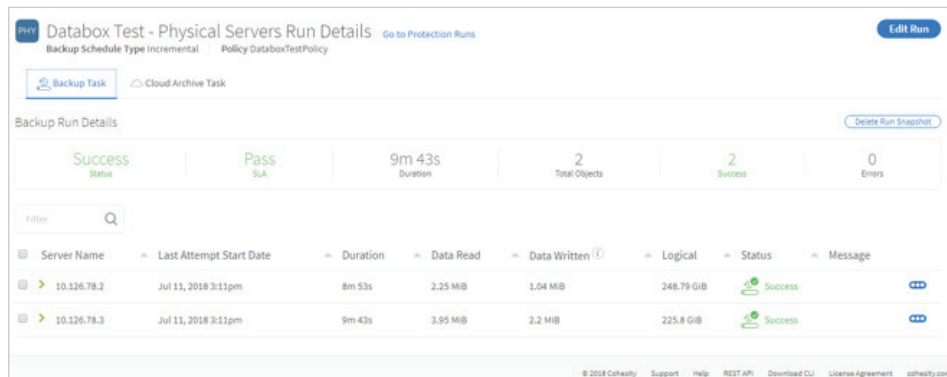 PHY Databox Test - Physical Servers Run Details Go to Protection Runs Edit Run
Backup Schedule Type Incremental Policy DataboxTestPolicy
Backup Task Cloud Archive Task
Backup Run Details Delete Run Snapshot
Success Pass 9m 43s 2 2 0
Status SLA Duration Total Objects Success Errors
Filter
Server Name Last Attempt Start Date Duration Data Read Data Written i Logical Status Message
10.126.78.2 Jul 11, 2018 3:11pm 8m 53s 2.25 MiB 1.04 MiB 248.79 GiB Success
10.126.78.3 Jul 11, 2018 3:11pm 9m 43s 3.95 MiB 2.2 MiB 225.8 GiB Success
© 2018 Cohesity Support Help REST API Download CLI License Agreement cohesity.com